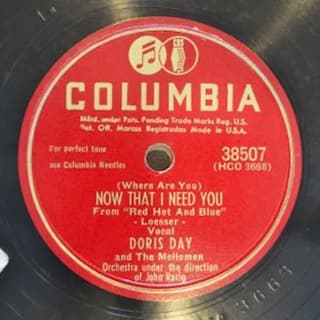 CBS
COLUMBIA
Mfd. under Pats. Pending Trade Marks Reg. U.S.
Pat. Off. Marcas Registradas Made in U.S.A.
For perfect tone
use Columbia Needles
38507
(HCO 3668)
(Where Are You)
NOW THAT I NEED YOU
From "Red Hot And Blue"
- Loesser -
Vocal
DORIS DAY
and The Mellomen
Orchestra under the direction
of John Rarig
3663